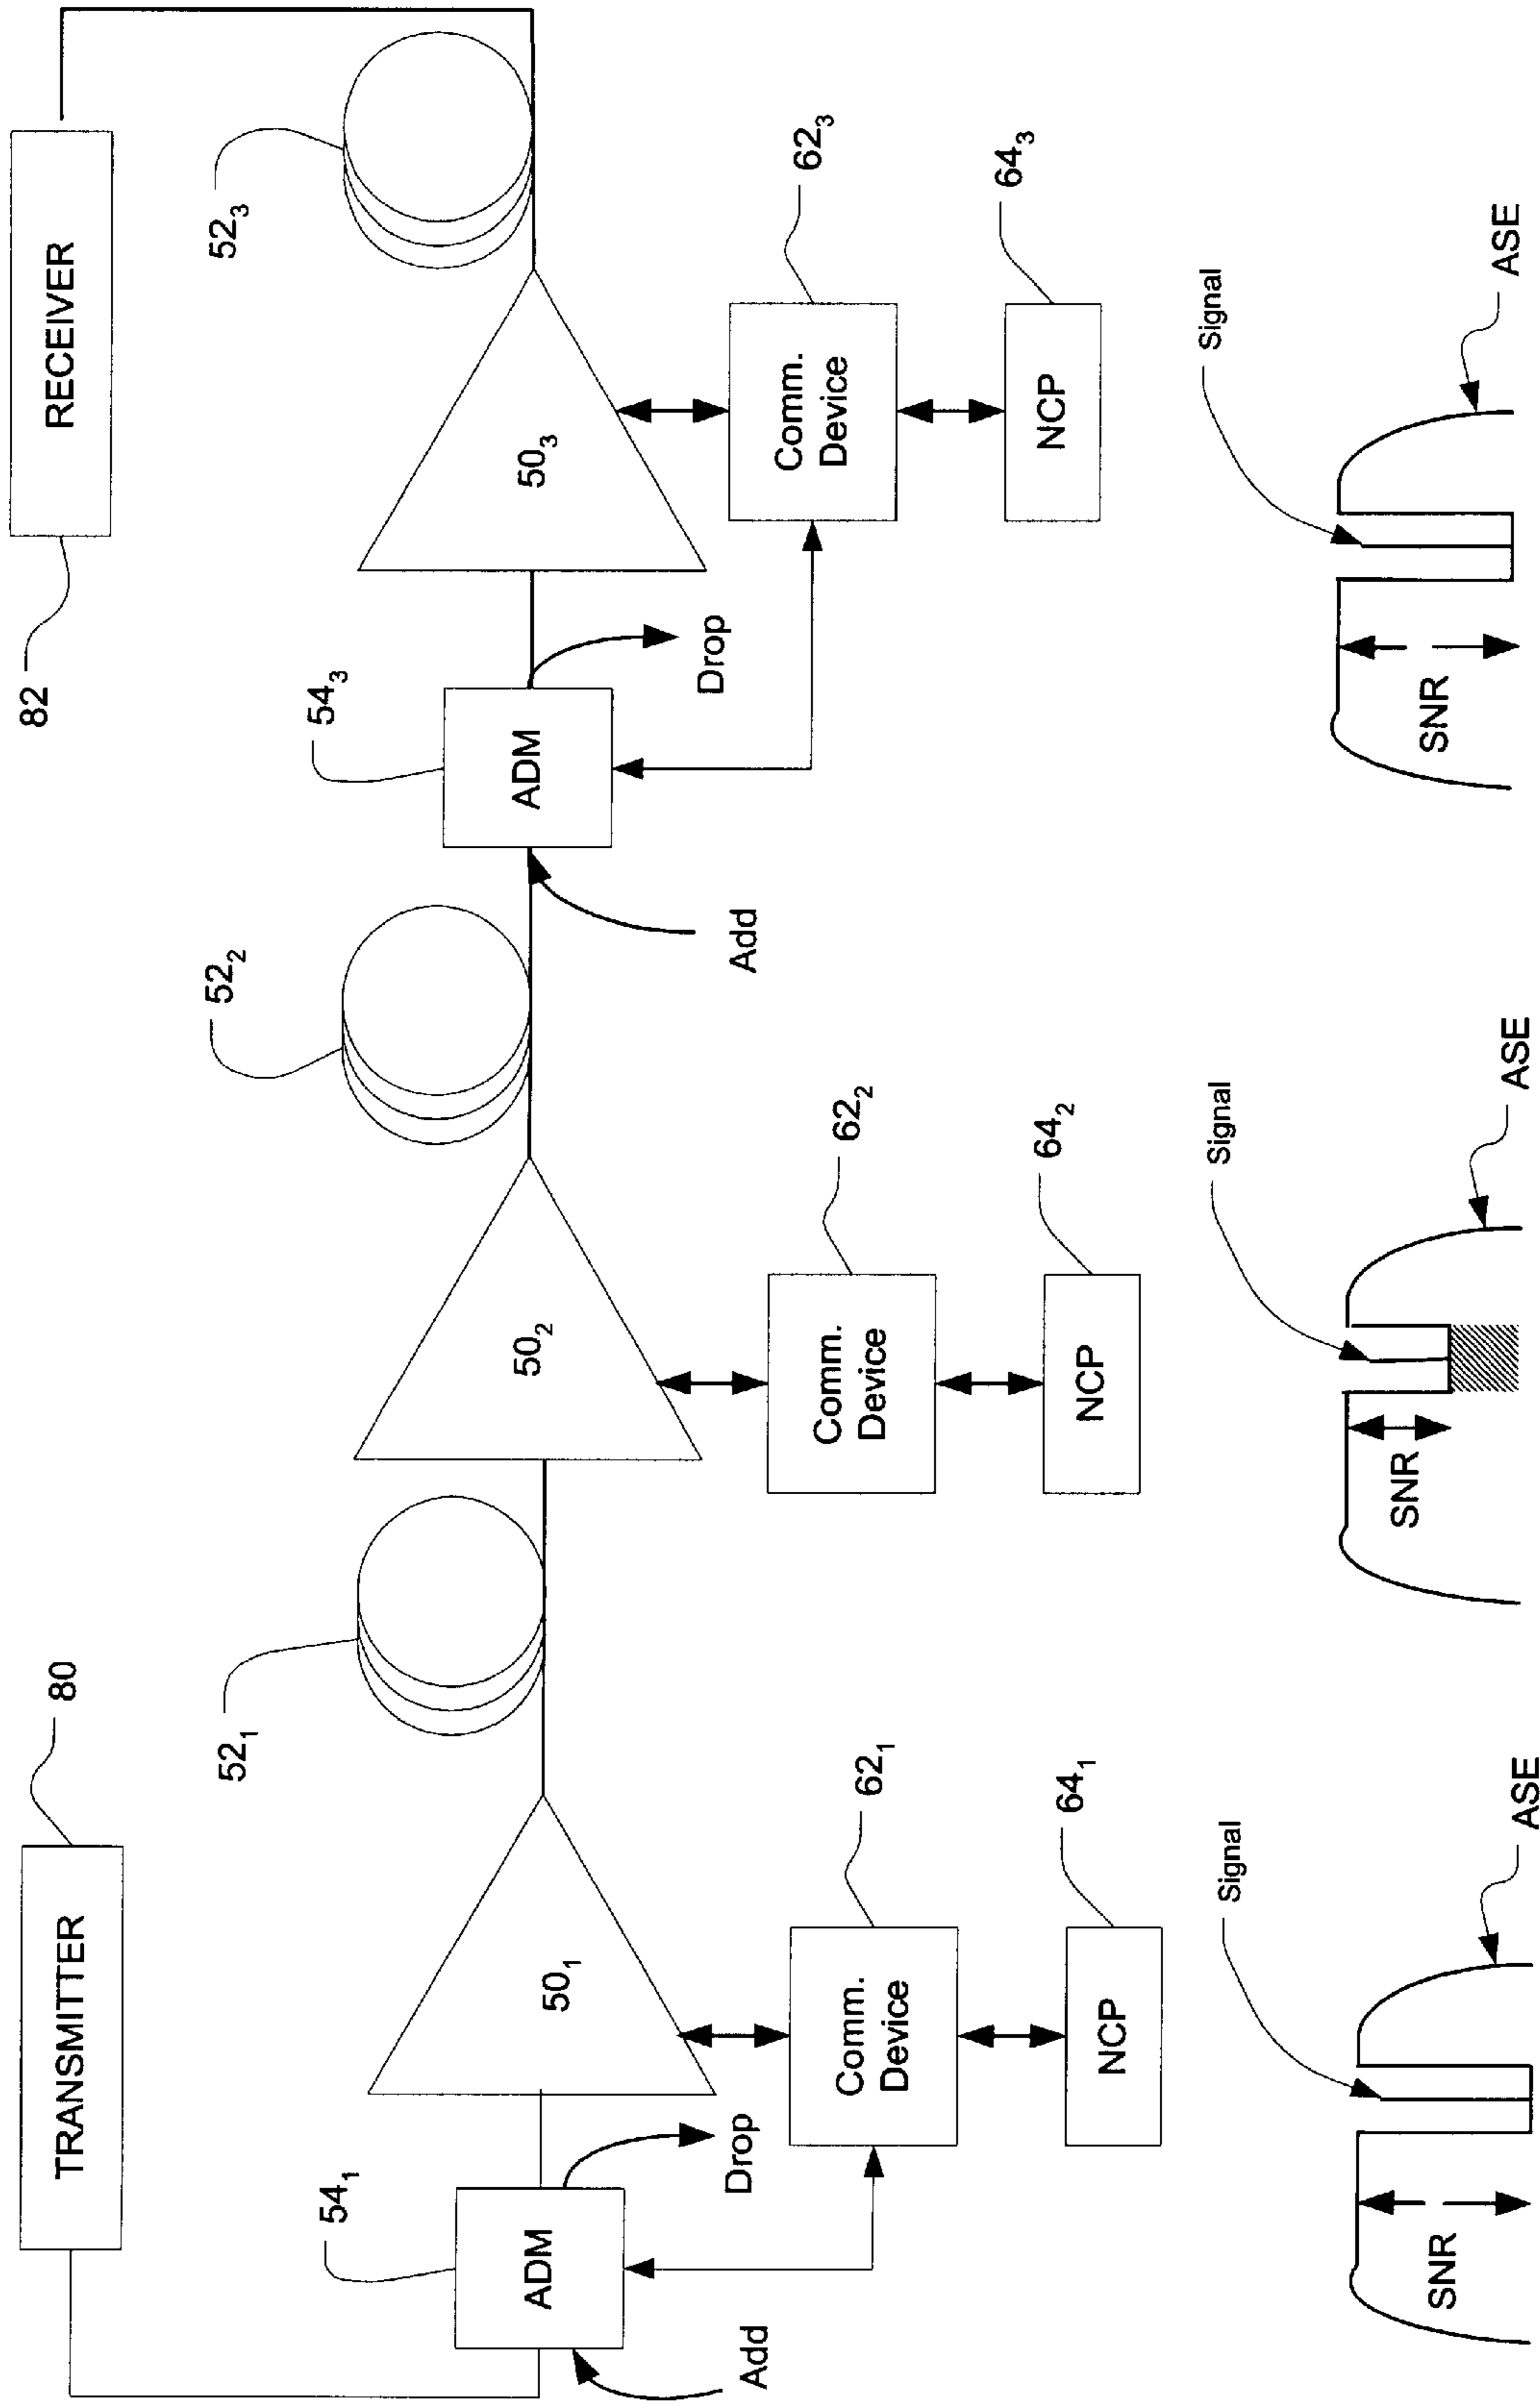 TRANSMITTER
80
RECEIVER
82
54₁
52₁
52₂
54₃
52₃
ADM
50₁
50₂
ADM
50₃
Add
Drop
Add
Drop
Comm.
Device
62₁
Comm.
Device
62₂
Comm.
Device
62₃
NCP
64₁
NCP
64₂
NCP
64₃
SNR
Signal
ASE
SNR
Signal
ASE
SNR
Signal
ASE